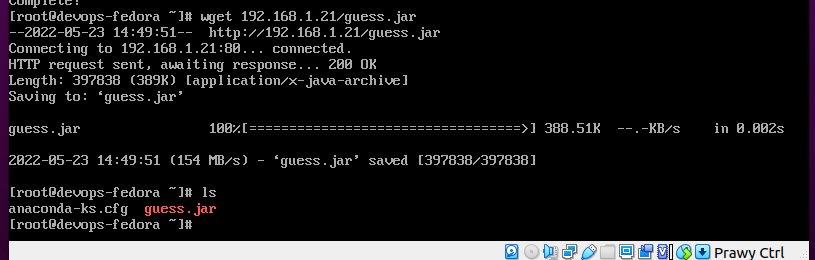 Complete!
[root@devops-fedora ~]# wget 192.168.1.21/guess.jar
--2022-05-23 14:49:51--  http://192.168.1.21/guess.jar
Connecting to 192.168.1.21:80... connected.
HTTP request sent, awaiting response... 200 OK
Length: 397838 (389K) [application/x-java-archive]
Saving to: ‘guess.jar’
guess.jar                100%[==================================>] 388.51K  --.-KB/s    in 0.002s
2022-05-23 14:49:51 (154 MB/s) - ‘guess.jar’ saved [397838/397838]
[root@devops-fedora ~]# ls
anaconda-ks.cfg  guess.jar
[root@devops-fedora ~]#
Prawy Ctrl